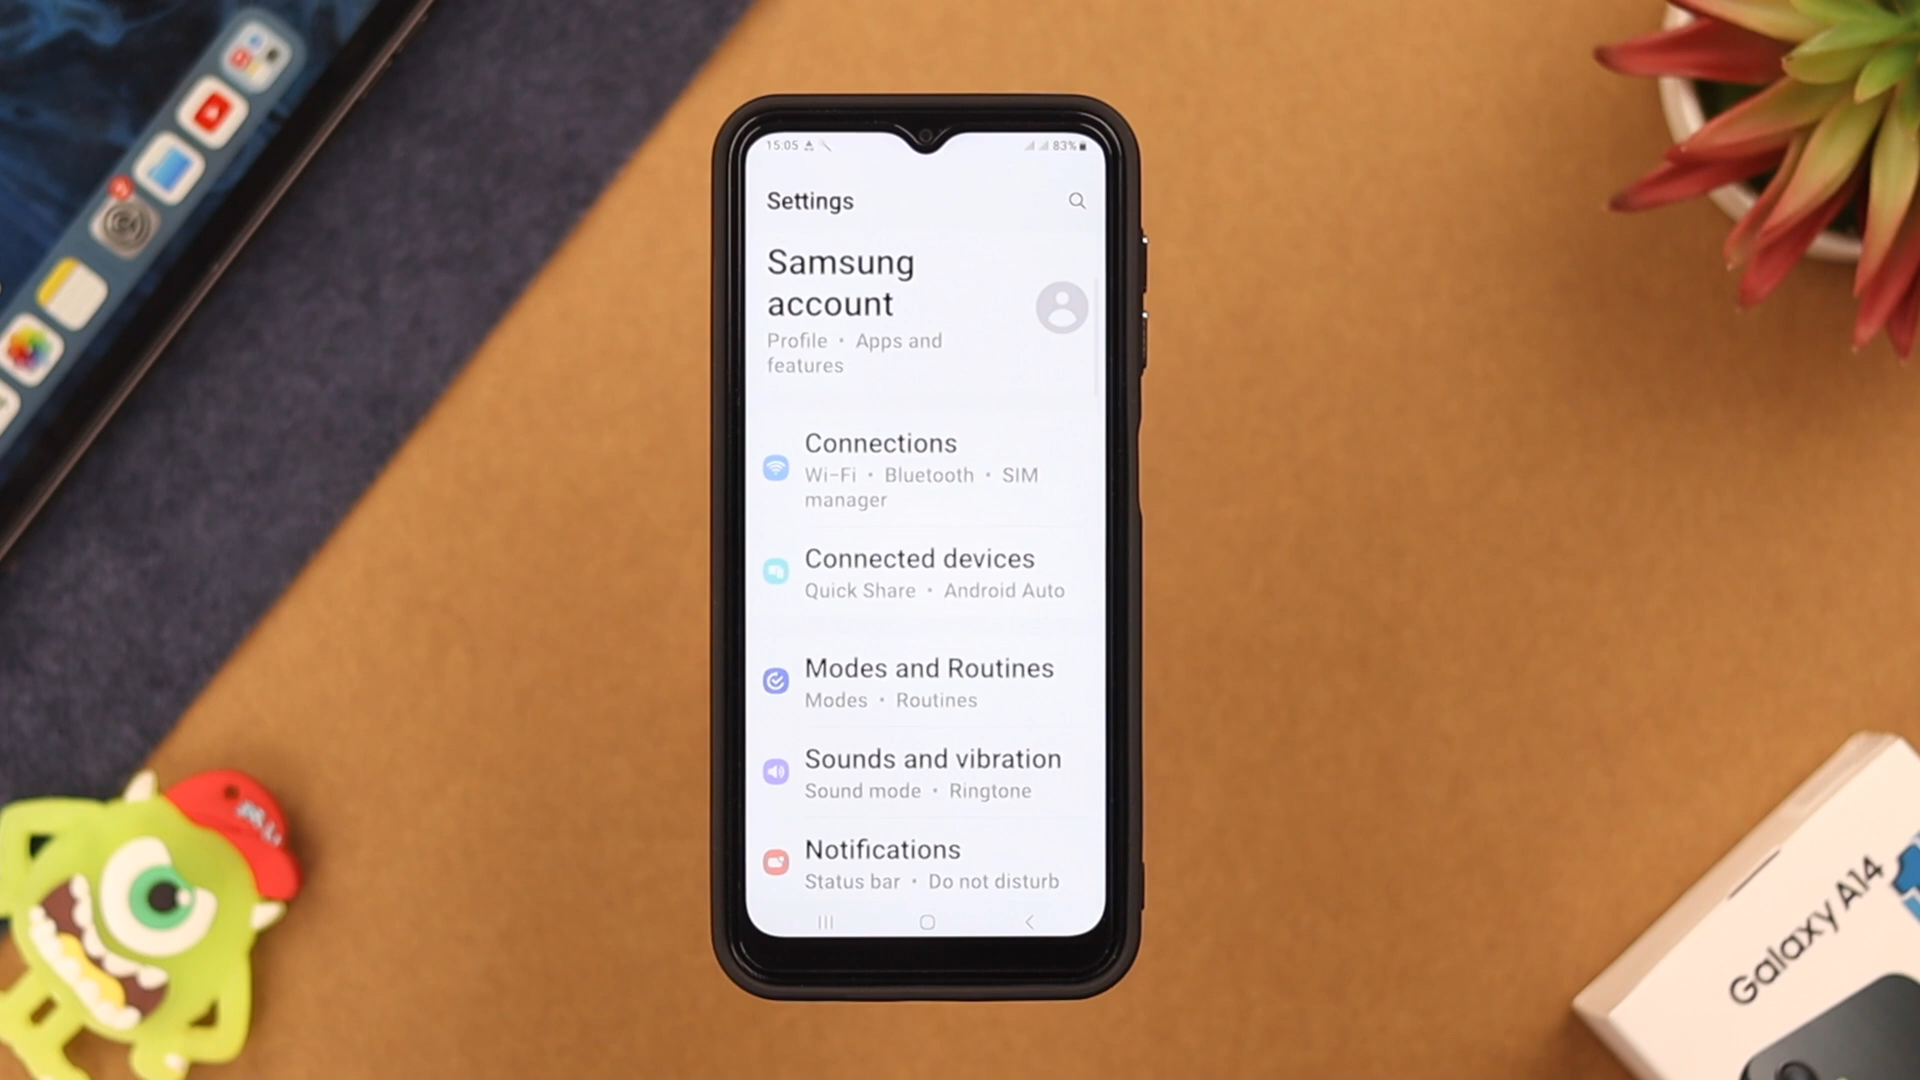 15:05
83%
Settings
Samsung
account
Profile • Apps and
features
Connections
Wi-Fi • Bluetooth • SIM
manager
Connected devices
Quick Share • Android Auto
Modes and Routines
Modes • Routines
Sounds and vibration
Sound mode • Ringtone
Notifications
Status bar • Do not disturb
Galaxy A14